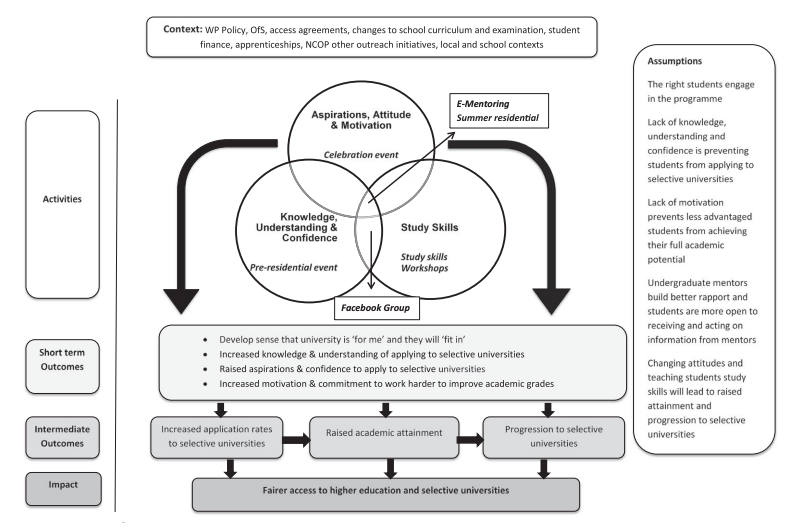 Context: WP Policy, OfS, access agreements, changes to school curriculum and examination, student
finance, apprenticeships, NCOP other outreach initiatives, local and school contexts
Activities
Aspirations, Attitude
& Motivation
Celebration event
E-Mentoring
Summer residential
Knowledge,
Understanding &
Confidence
Pre-residential event
Study Skills
Study skills
Workshops
Facebook Group
Short term
Outcomes
• Develop sense that university is ‘for me’ and they will ‘fit in’
• Increased knowledge & understanding of applying to selective universities
• Raised aspirations & confidence to apply to selective universities
• Increased motivation & commitment to work harder to improve academic grades
Intermediate
Outcomes
Increased application rates
to selective universities
Raised academic attainment
Progression to selective
universities
Impact
Fairer access to higher education and selective universities
Assumptions
The right students engage
in the programme
Lack of knowledge,
understanding and
confidence is preventing
students from applying to
selective universities
Lack of motivation
prevents less advantaged
students from achieving
their full academic
potential
Undergraduate mentors
build better rapport and
students are more open to
receiving and acting on
information from mentors
Changing attitudes and
teaching students study
skills will lead to raised
attainment and
progression to selective
universities